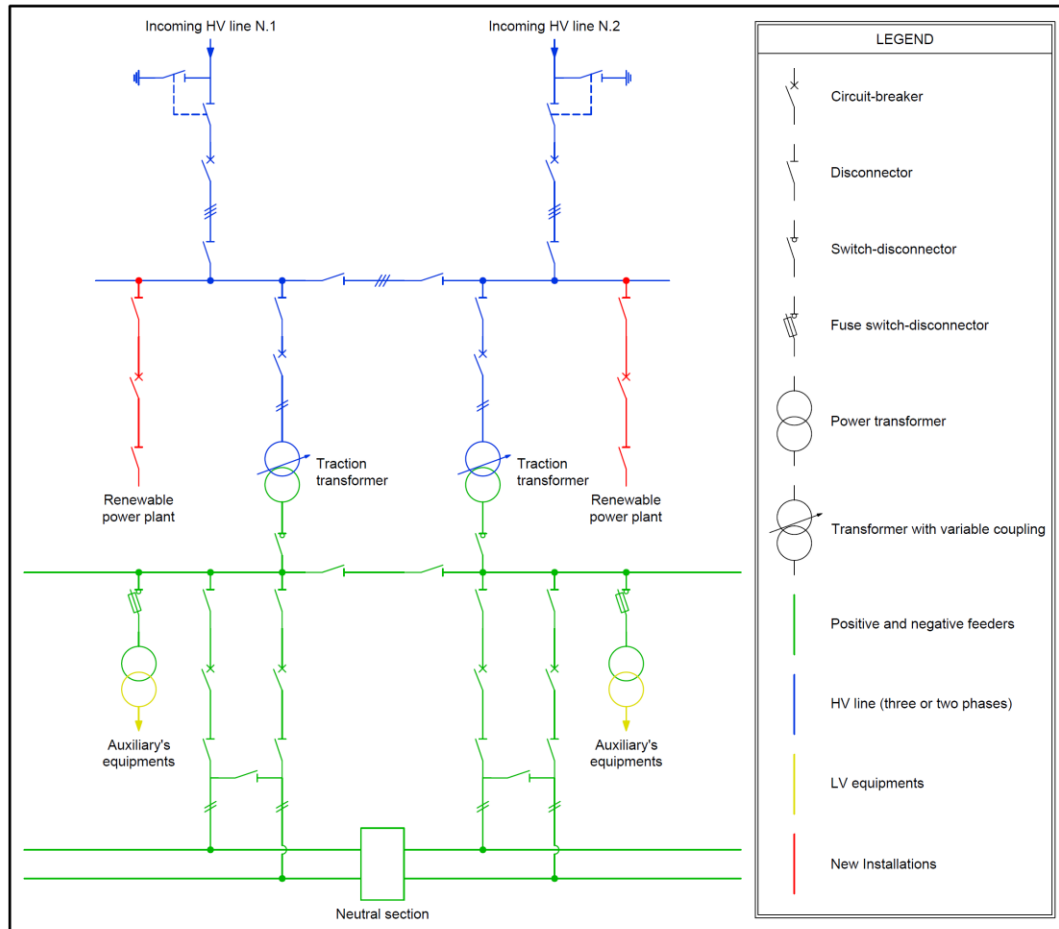 Incoming HV line N.1
Incoming HV line N.2
Traction
transformer
Traction
transformer
Renewable
power plant
Renewable
power plant
Auxiliary's
equipments
Auxiliary's
equipments
Neutral section
LEGEND
Circuit-breaker
Disconnector
Switch-disconnector
Fuse switch-disconnector
Power transformer
Transformer with variable coupling
Positive and negative feeders
HV line (three or two phases)
LV equipments
New Installations